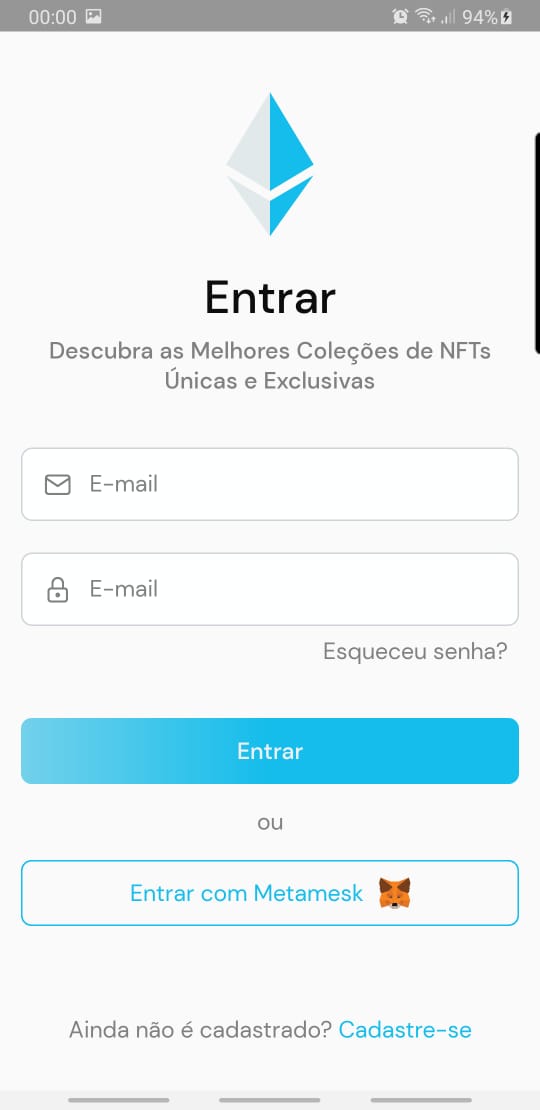 00:00 94%
Entrar
Descubra as Melhores Coleções de NFTs
Únicas e Exclusivas
E-mail
E-mail
Esqueceu senha?
Entrar
ou
Entrar com Metamesk
Ainda não é cadastrado? Cadastre-se